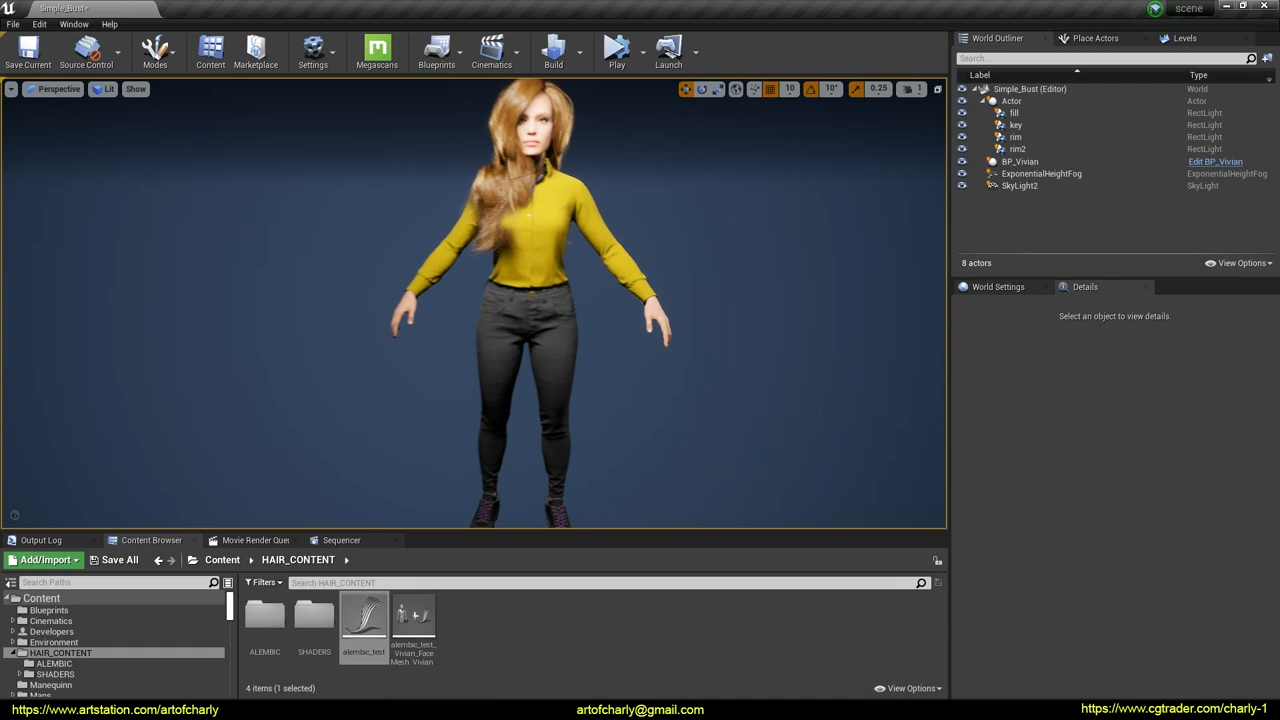 Simple_Bust•
scene
File Edit Window Help
Save Current Source Control Modes Content Marketplace Settings Megascans Blueprints Cinematics Build Play Launch
Perspective Lit Show
10 10° 0.25 1
World Outliner Place Actors Levels
Search...
Label Type
Simple_Bust (Editor) World
Actor Actor
fill RectLight
key RectLight
rim RectLight
rim2 RectLight
BP_Vivian Edit BP_Vivian
ExponentialHeightFog ExponentialHeightFog
SkyLight2 SkyLight
8 actors View Options
World Settings Details
Select an object to view details.
Output Log Content Browser Movie Render Que Sequencer
Add/Import Save All Content HAIR_CONTENT
Search Paths
Filters Search HAIR_CONTENT
Content
Blueprints
Cinematics
Developers
Environment
HAIR_CONTENT
ALEMBIC
SHADERS
Mannequin
Maps
ALEMBIC
SHADERS
alembic_test
alembic_test_
Vivian_Face
Mesh_Vivian
4 items (1 selected) View Options
https://www.artstation.com/artofcharly
artofcharly@gmail.com
https://www.cgtrader.com/charly-1